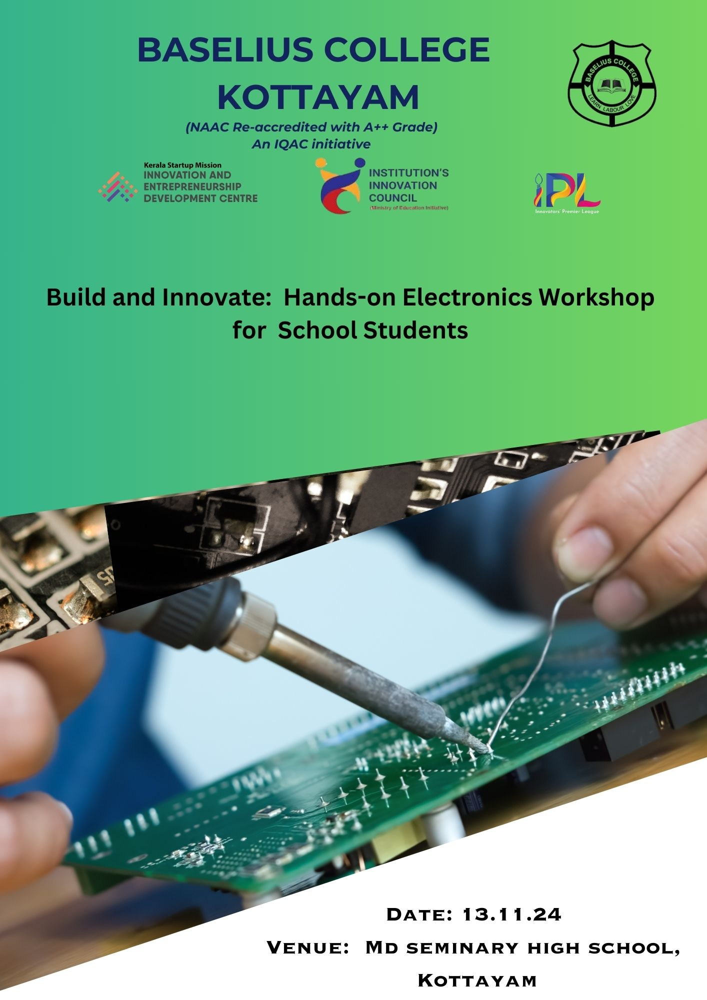 BASELIUS COLLEGE
KOTTAYAM
(NAAC Re-accredited with A++ Grade)
An IQAC initiative
BASELIUS COLLEGE
LEARN LABOUR LOVE
Kerala Startup Mission
INNOVATION AND
ENTREPRENEURSHIP
DEVELOPMENT CENTRE
INSTITUTION'S
INNOVATION
COUNCIL
(Ministry of Education Initiative)
iPL
Innovators' Premier League
Build and Innovate: Hands-on Electronics Workshop
for School Students
Date: 13.11.24
Venue: Md seminary high school,
Kottayam